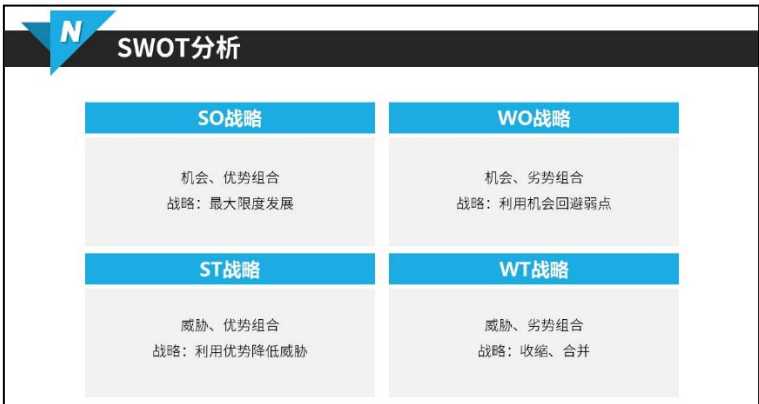 N
SWOT分析
SO战略
机会、优势组合
战略：最大限度发展
WO战略
机会、劣势组合
战略：利用机会回避弱点
ST战略
威胁、优势组合
战略：利用优势降低威胁
WT战略
威胁、劣势组合
战略：收缩、合并